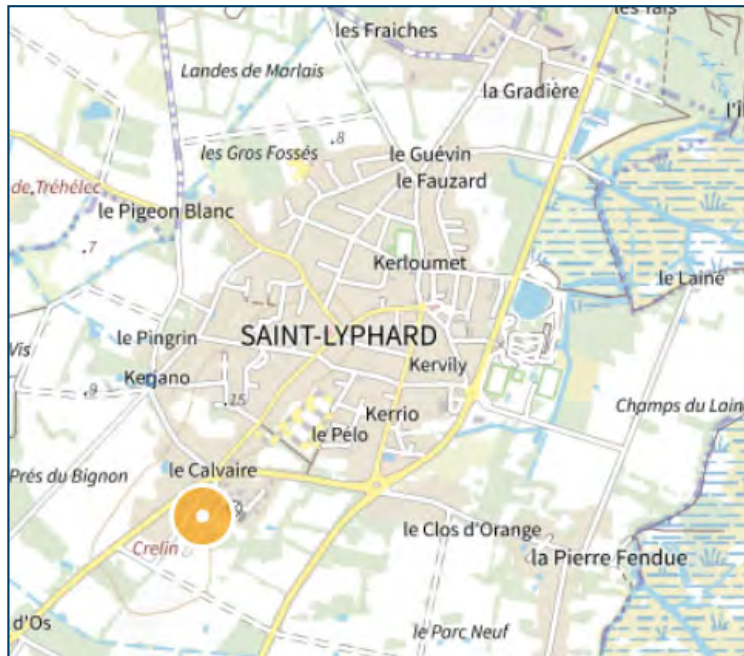 les Fraiches
Landes de Marlais
la Gradière
les Gros Fossés
8
le Guévin
le Fauzard
de Tréhélec
le Pigeon Blanc
7
Kerloumet
le Lainé
le Pingrin
SAINT-LYPHARD
Vis
Kerjano
Kervily
9
15
Champs du Lain
Kerrio
le Pélo
Prés du Bignon
le Calvaire
le Clos d'Orange
Crelin
la Pierre Fendue
d'Os
le Parc Neuf